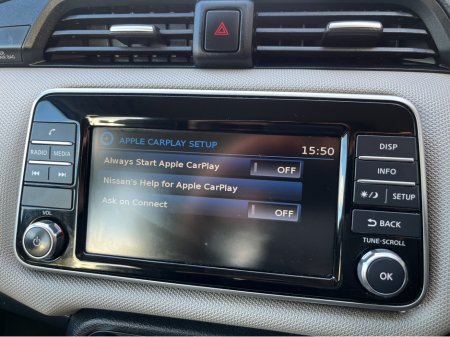 APPLE CARPLAY SETUP
15:50
Always Start Apple CarPlay
OFF
Nissan's Help for Apple CarPlay
Ask on Connect
OFF
RADIO
MEDIA
VOL
DISP
INFO
SETUP
BACK
TUNE·SCROLL
OK